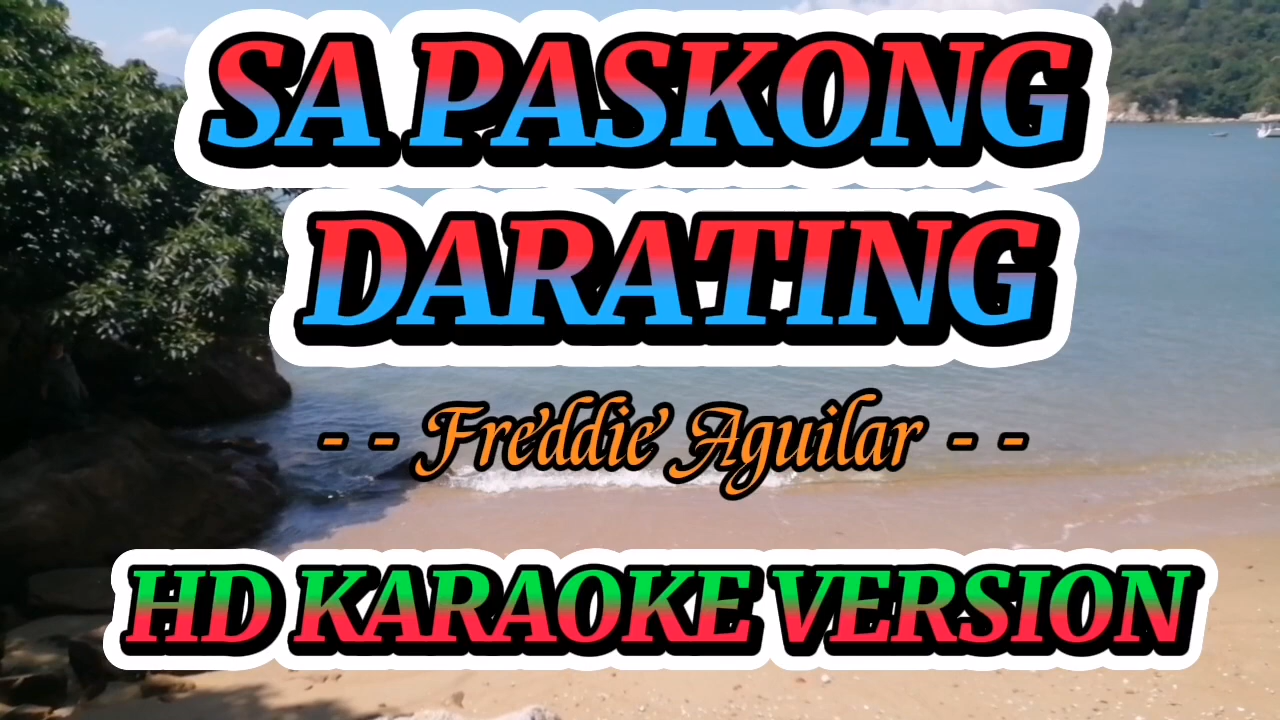 SA PASKONG
DARATING
- - Freddie Aguilar - -
HD KARAOKE VERSION